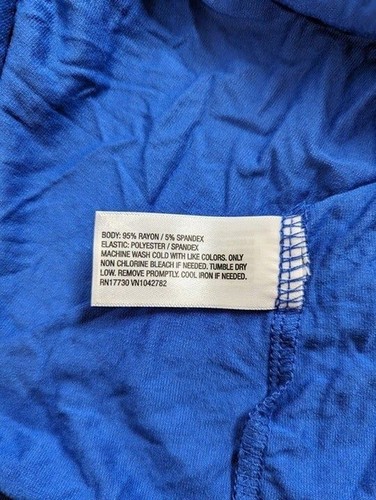 BODY: 95% RAYON / 5% SPANDEX
ELASTIC: POLYESTER / SPANDEX
MACHINE WASH COLD WITH LIKE COLORS. ONLY
NON CHLORINE BLEACH IF NEEDED. TUMBLE DRY
LOW. REMOVE PROMPTLY. COOL IRON IF NEEDED.
RN17730 VN1042782